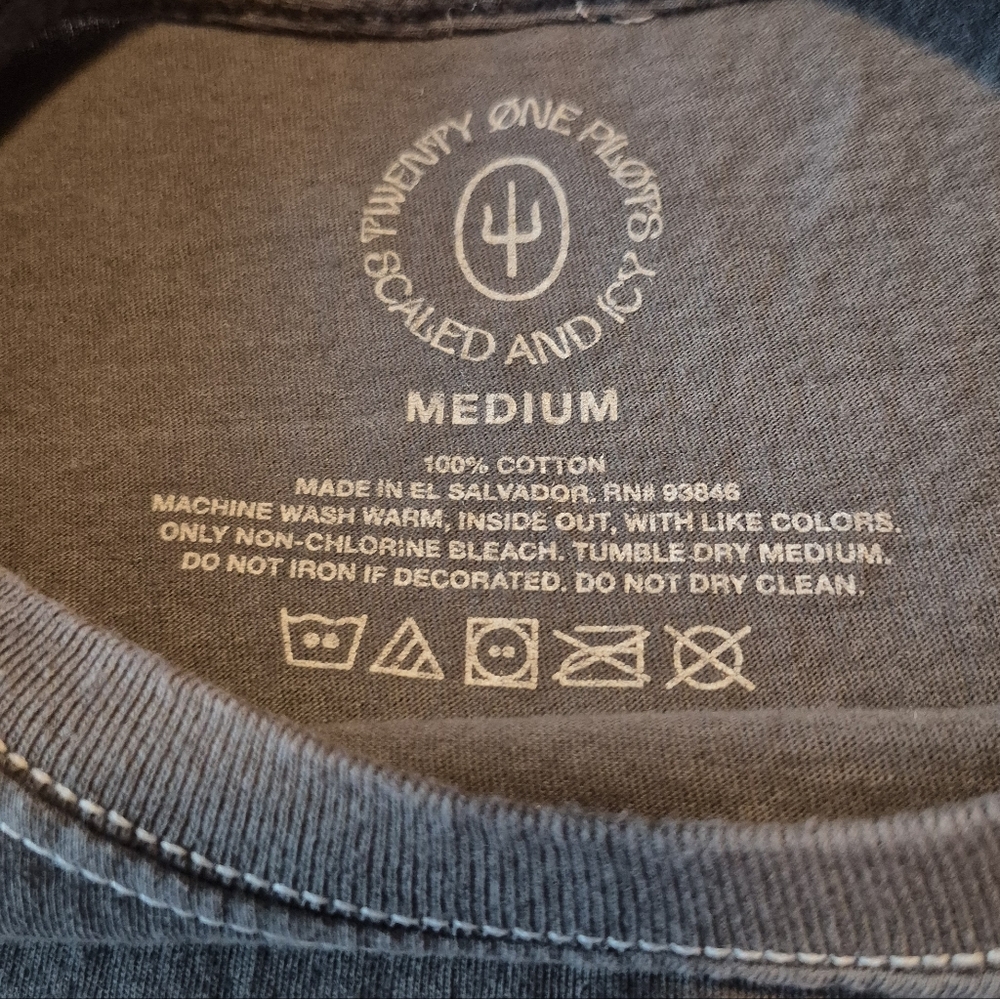 TWENTY ØNE PILØTS
SCALED AND ICY
MEDIUM
100% COTTON
MADE IN EL SALVADOR. RN# 93846
MACHINE WASH WARM, INSIDE OUT, WITH LIKE COLORS.
ONLY NON-CHLORINE BLEACH. TUMBLE DRY MEDIUM.
DO NOT IRON IF DECORATED. DO NOT DRY CLEAN.